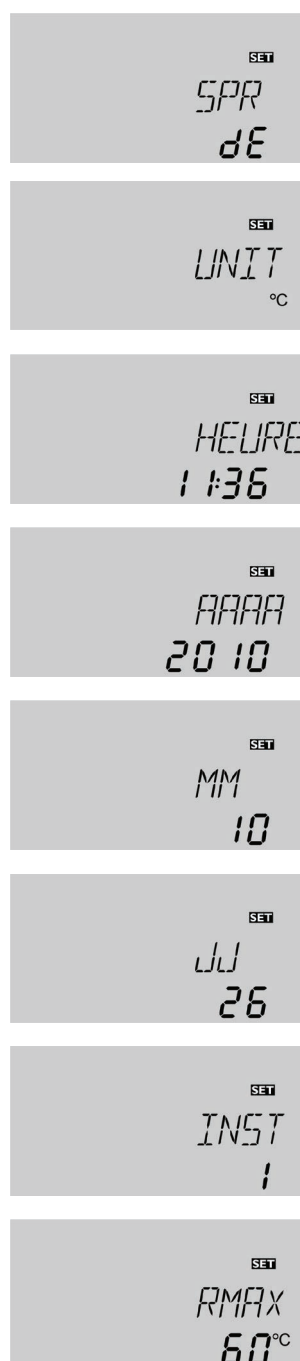 SET
SPR
dE
SET
UNIT
°C
SET
HEURE
11:36
SET
AAAA
2010
SET
MM
10
SET
JJ
26
SET
INST
1
SET
RMAX
60°C